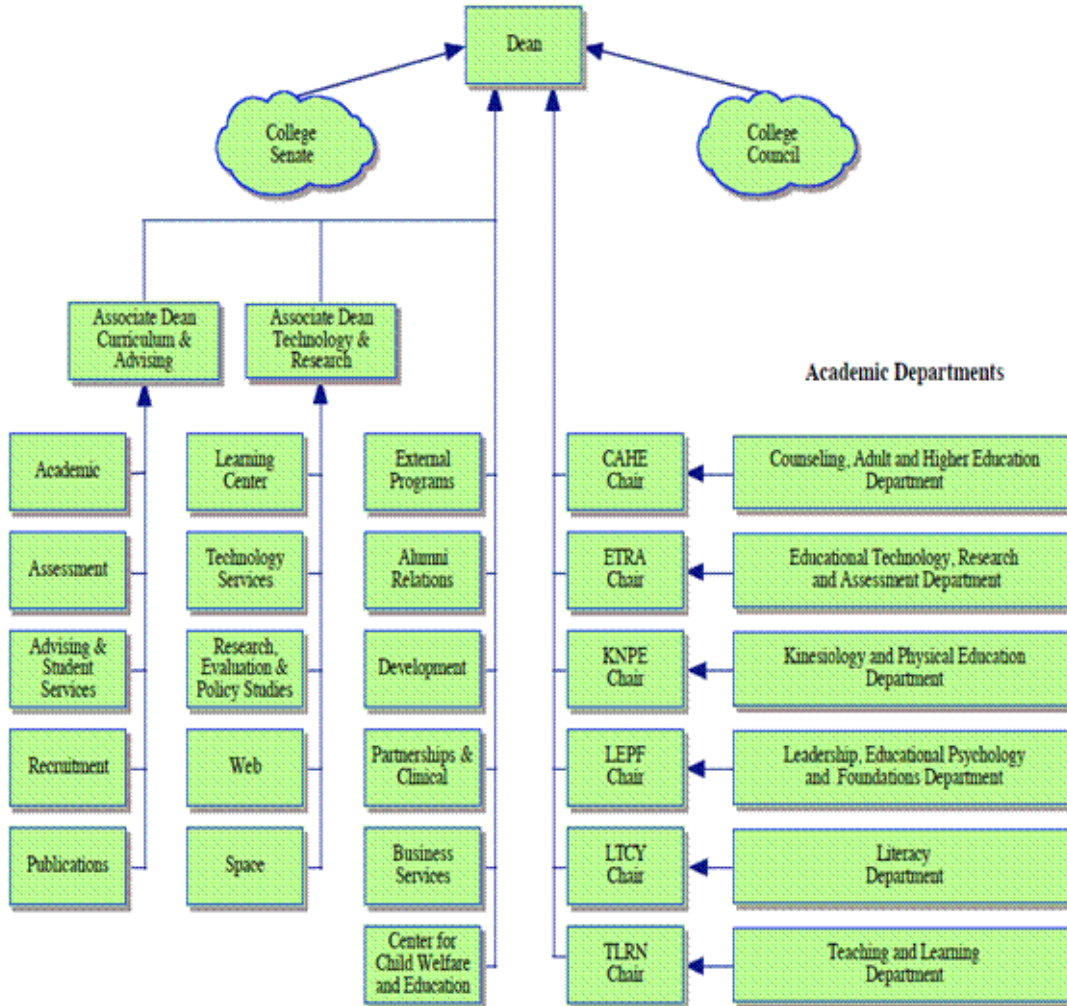 Dean
College
Senate
College
Council
Associate Dean
Curriculum &
Advising
Associate Dean
Technology &
Research
Academic Departments
Academic
Learning
Center
External
Programs
CAHE
Chair
Counseling, Adult and Higher Education
Department
Assessment
Technology
Services
Alumni
Relations
ETRA
Chair
Educational Technology, Research
and Assessment Department
Advising &
Student
Services
Research,
Evaluation &
Policy Studies
Development
KNPE
Chair
Kinesiology and Physical Education
Department
Recruitment
Web
Partnerships &
Clinical
LEPF
Chair
Leadership, Educational Psychology
and Foundations Department
Publications
Space
Business
Services
LTCY
Chair
Literacy
Department
Center for
Child Welfare
and Education
TLRN
Chair
Teaching and Learning
Department